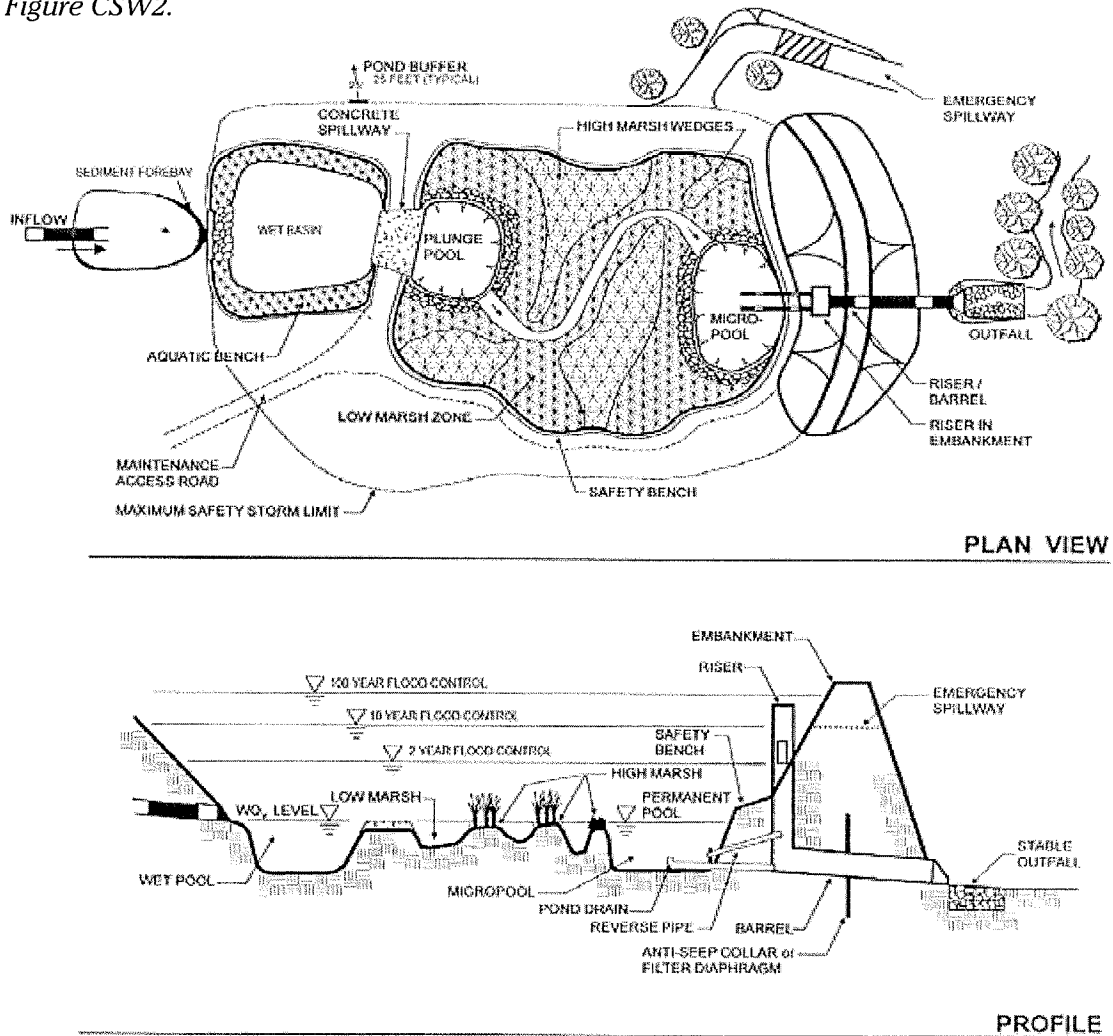 Figure CSW2.
POND BUFFER
25 FEET (TYPICAL)
CONCRETE
SPILLWAY
HIGH MARSH WEDGES
EMERGENCY
SPILLWAY
SEDIMENT FOREBAY
INFLOW
WET BASIN
PLUNGE
POOL
MICRO-
POOL
OUTFALL
AQUATIC BENCH
RISER /
BARREL
LOW MARSH ZONE
RISER IN
EMBANKMENT
MAINTENANCE
ACCESS ROAD
SAFETY BENCH
MAXIMUM SAFETY STORM LIMIT
PLAN VIEW
EMBANKMENT
RISER
100 YEAR FLOOD CONTROL
EMERGENCY
SPILLWAY
10 YEAR FLOOD CONTROL
SAFETY
BENCH
2 YEAR FLOOD CONTROL
HIGH MARSH
LOW MARSH
PERMANENT
POOL
WQv LEVEL
STABLE
OUTFALL
WET POOL
MICROPOOL
POND DRAIN
REVERSE PIPE
BARREL
ANTI-SEEP COLLAR or
FILTER DIAPHRAGM
PROFILE